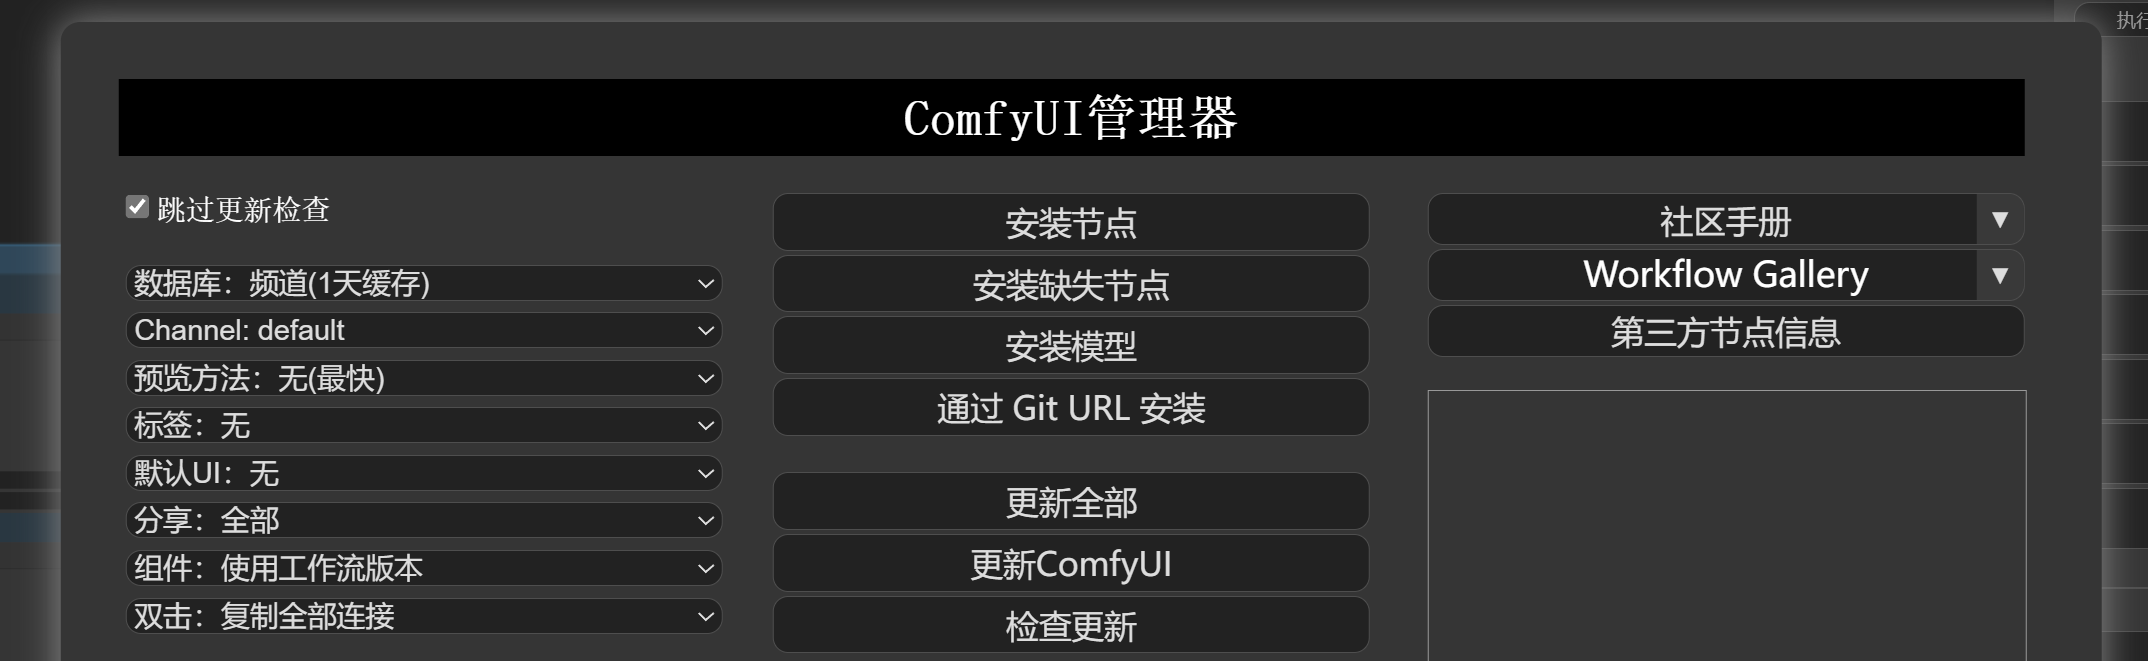 执行
ComfyUI管理器
跳过更新检查
数据库：频道(1天缓存)
Channel: default
预览方法：无(最快)
标签：无
默认UI：无
分享：全部
组件：使用工作流版本
双击：复制全部连接
安装节点
安装缺失节点
安装模型
通过 Git URL 安装
更新全部
更新ComfyUI
检查更新
社区手册
Workflow Gallery
第三方节点信息